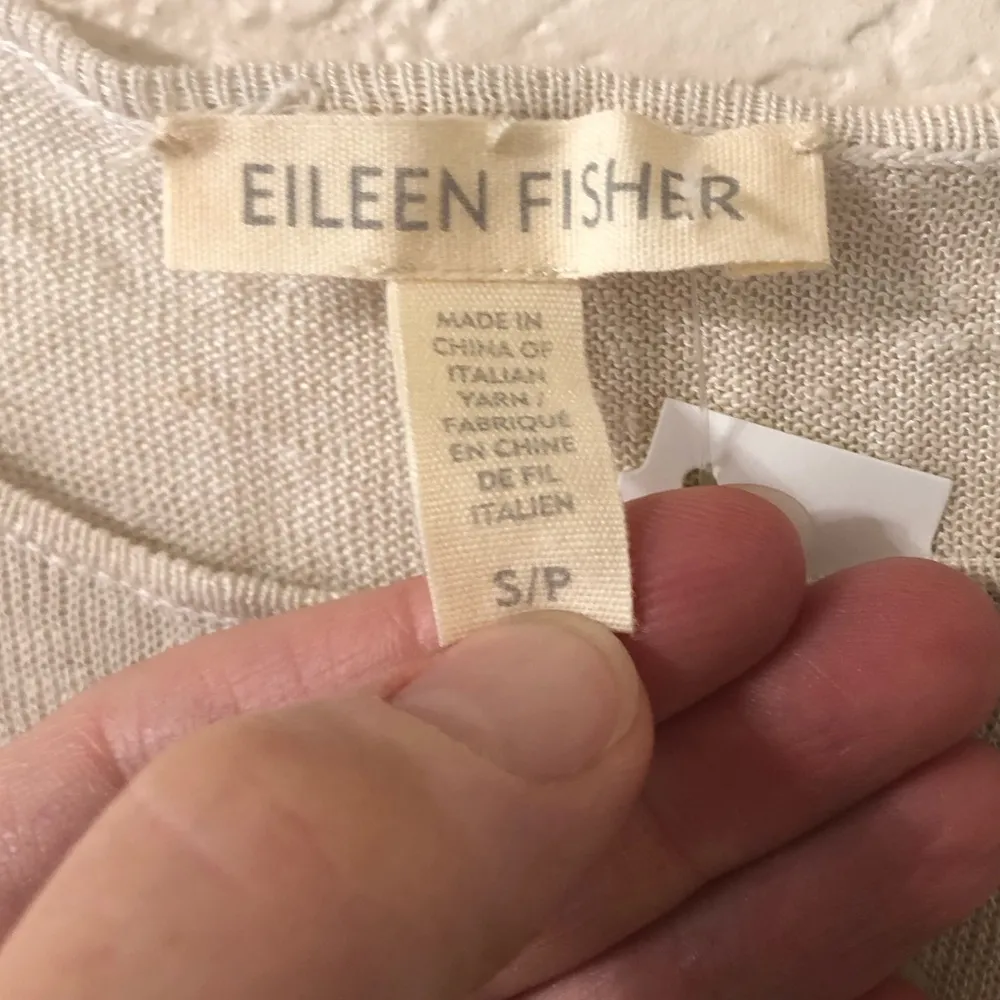 EILEEN FISHER
MADE IN
CHINA OF
ITALIAN
YARN /
FABRIQUÉ
EN CHINE
DE FIL
ITALIEN
S/P